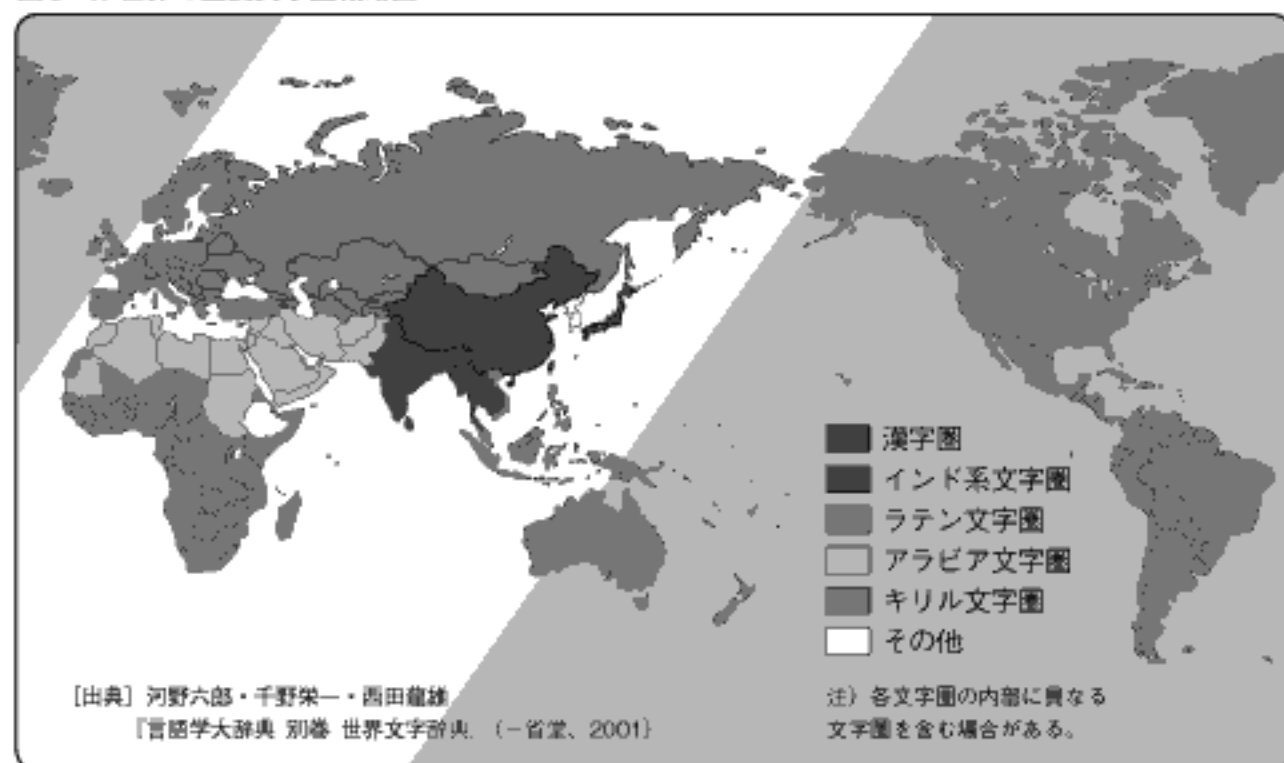 漢字圏
インド系文字圏
ラテン文字圏
アラビア文字圏
キリル文字圏
その他
［出典］河野六郎・千野栄一・西田龍雄
『言語学大辞典 別巻 世界文字辞典 （三省堂、2001）
注）各文字圏の内部に異なる
文字圏を含む場合がある。